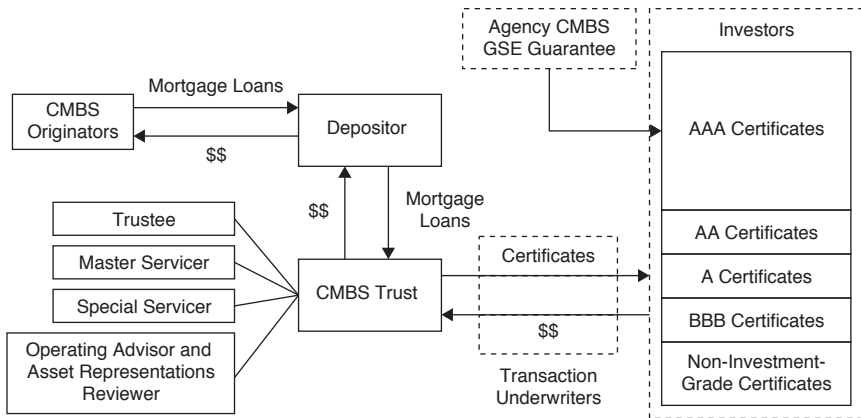 Agency CMBS
GSE Guarantee
Investors
Mortgage Loans
CMBS
Originators
Depositor
AAA Certificates
$$
Mortgage
Loans
$$
Trustee
Master Servicer
Special Servicer
Operating Advisor and
Asset Representations
Reviewer
CMBS Trust
Certificates
$$
Transaction
Underwriters
AA Certificates
A Certificates
BBB Certificates
Non-Investment-
Grade Certificates